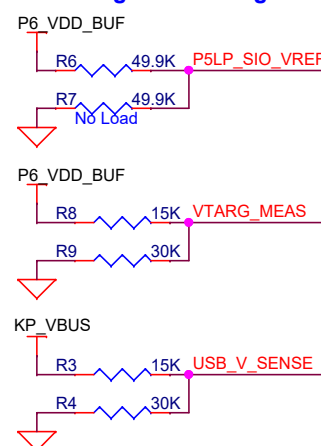 P6_VDD_BUF
R6 49.9K P5LP_SIO_VREF
R7 49.9K
No Load
P6_VDD_BUF
R8 15K VTARG_MEAS
R9 30K
KP_VBUS
R3 15K USB_V_SENSE
R4 30K